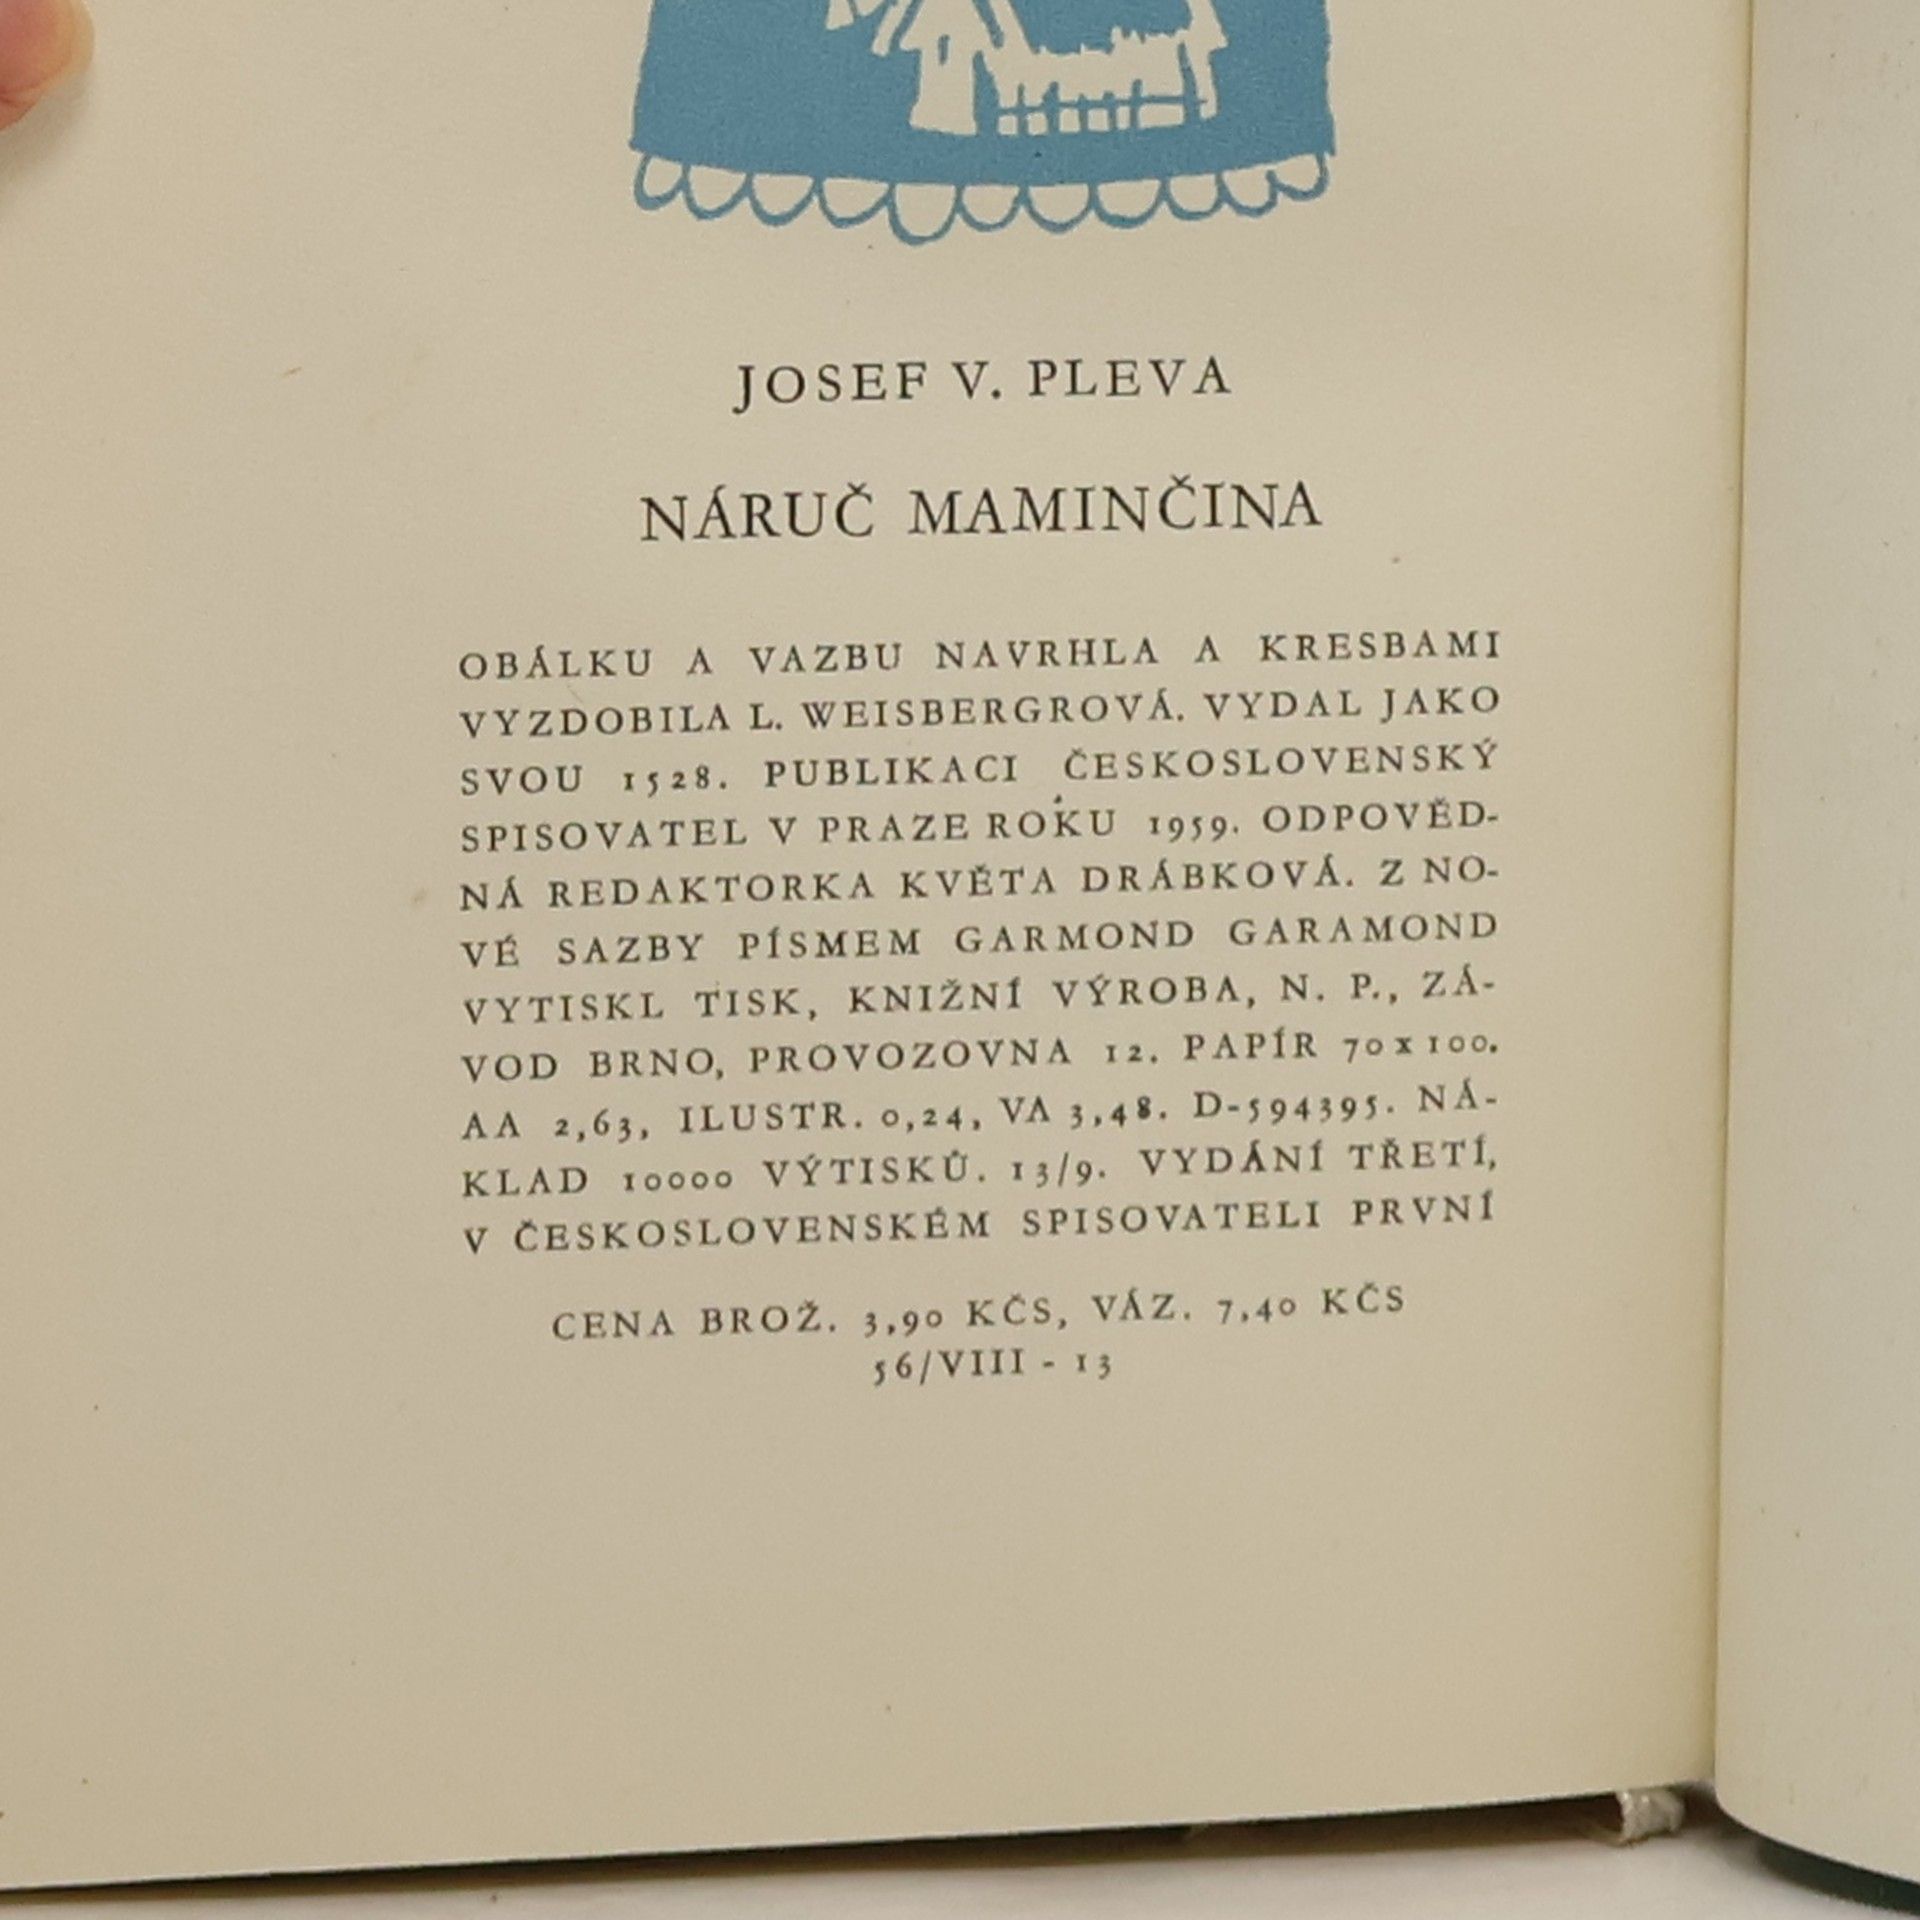 JOSEF V. PLEVA
NÁRUČ MAMINČINA
OBÁLKU A VAZBU NAVRHLA A KRESBAMI
VYZDOBILA L. WEISBERGROVÁ. VYDAL JAKO
SVOU 1528. PUBLIKACI ČESKOSLOVENSKÝ
SPISOVATEL V PRAZE ROKU 1959. ODPOVĚD-
NÁ REDAKTORKA KVĚTA DRÁBKOVÁ. Z NO-
VÉ SAZBY PÍSMEM GARMOND GARAMOND
VYTISKL TISK, KNIŽNÍ VÝROBA, N. P., ZÁ-
VOD BRNO, PROVOZOVNA 12. PAPÍR 70x100.
AA 2,63, ILUSTR. 0,24, VA 3,48. D-594395. NÁ-
KLAD 10000 VÝTISKŮ. 13/9. VYDÁNÍ TŘETÍ,
V ČESKOSLOVENSKÉM SPISOVATELI PRVNÍ
CENA BROŽ. 3,90 KČS, VÁZ. 7,40 KČS
56/VIII - 13